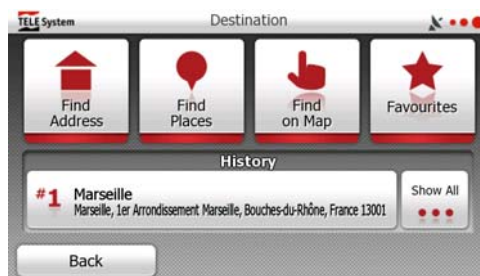 TELE System
Destination
Find Address
Find Places
Find on Map
Favourites
History
#1 Marseille
Marseille, 1er Arrondissement Marseille, Bouches-du-Rhône, France 13001
Show All
Back